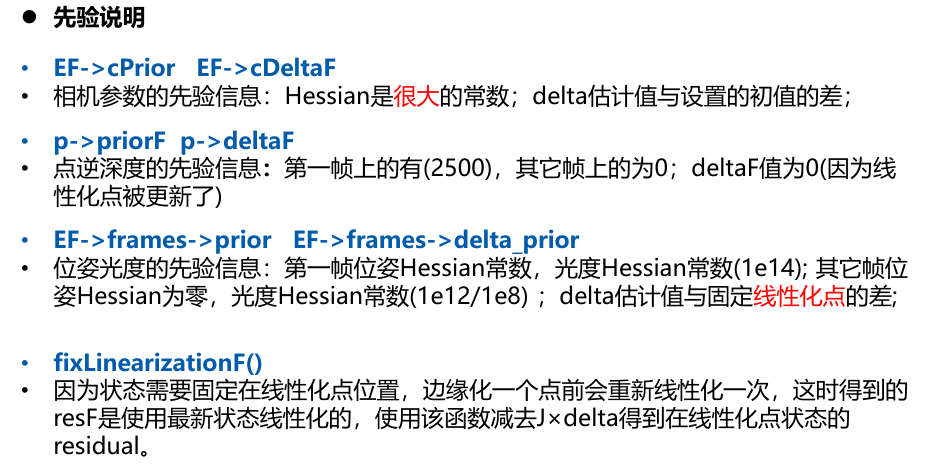 ● 先验说明
• EF->cPrior EF->cDeltaF
• 相机参数的先验信息：Hessian是很大的常数；delta估计值与设置的初值的差；
• p->priorF p->deltaF
• 点逆深度的先验信息：第一帧上的有(2500)，其它帧上的为0；deltaF值为0(因为线
性化点被更新了)
• EF->frames->prior EF->frames->delta_prior
• 位姿光度的先验信息：第一帧位姿Hessian常数，光度Hessian常数(1e14); 其它帧位
姿Hessian为零，光度Hessian常数(1e12/1e8) ；delta估计值与固定线性化点的差;
• fixLinearizationF()
• 因为状态需要固定在线性化点位置，边缘化一个点前会重新线性化一次，这时得到的
resF是使用最新状态线性化的，使用该函数减去J×delta得到在线性化点状态的
residual。